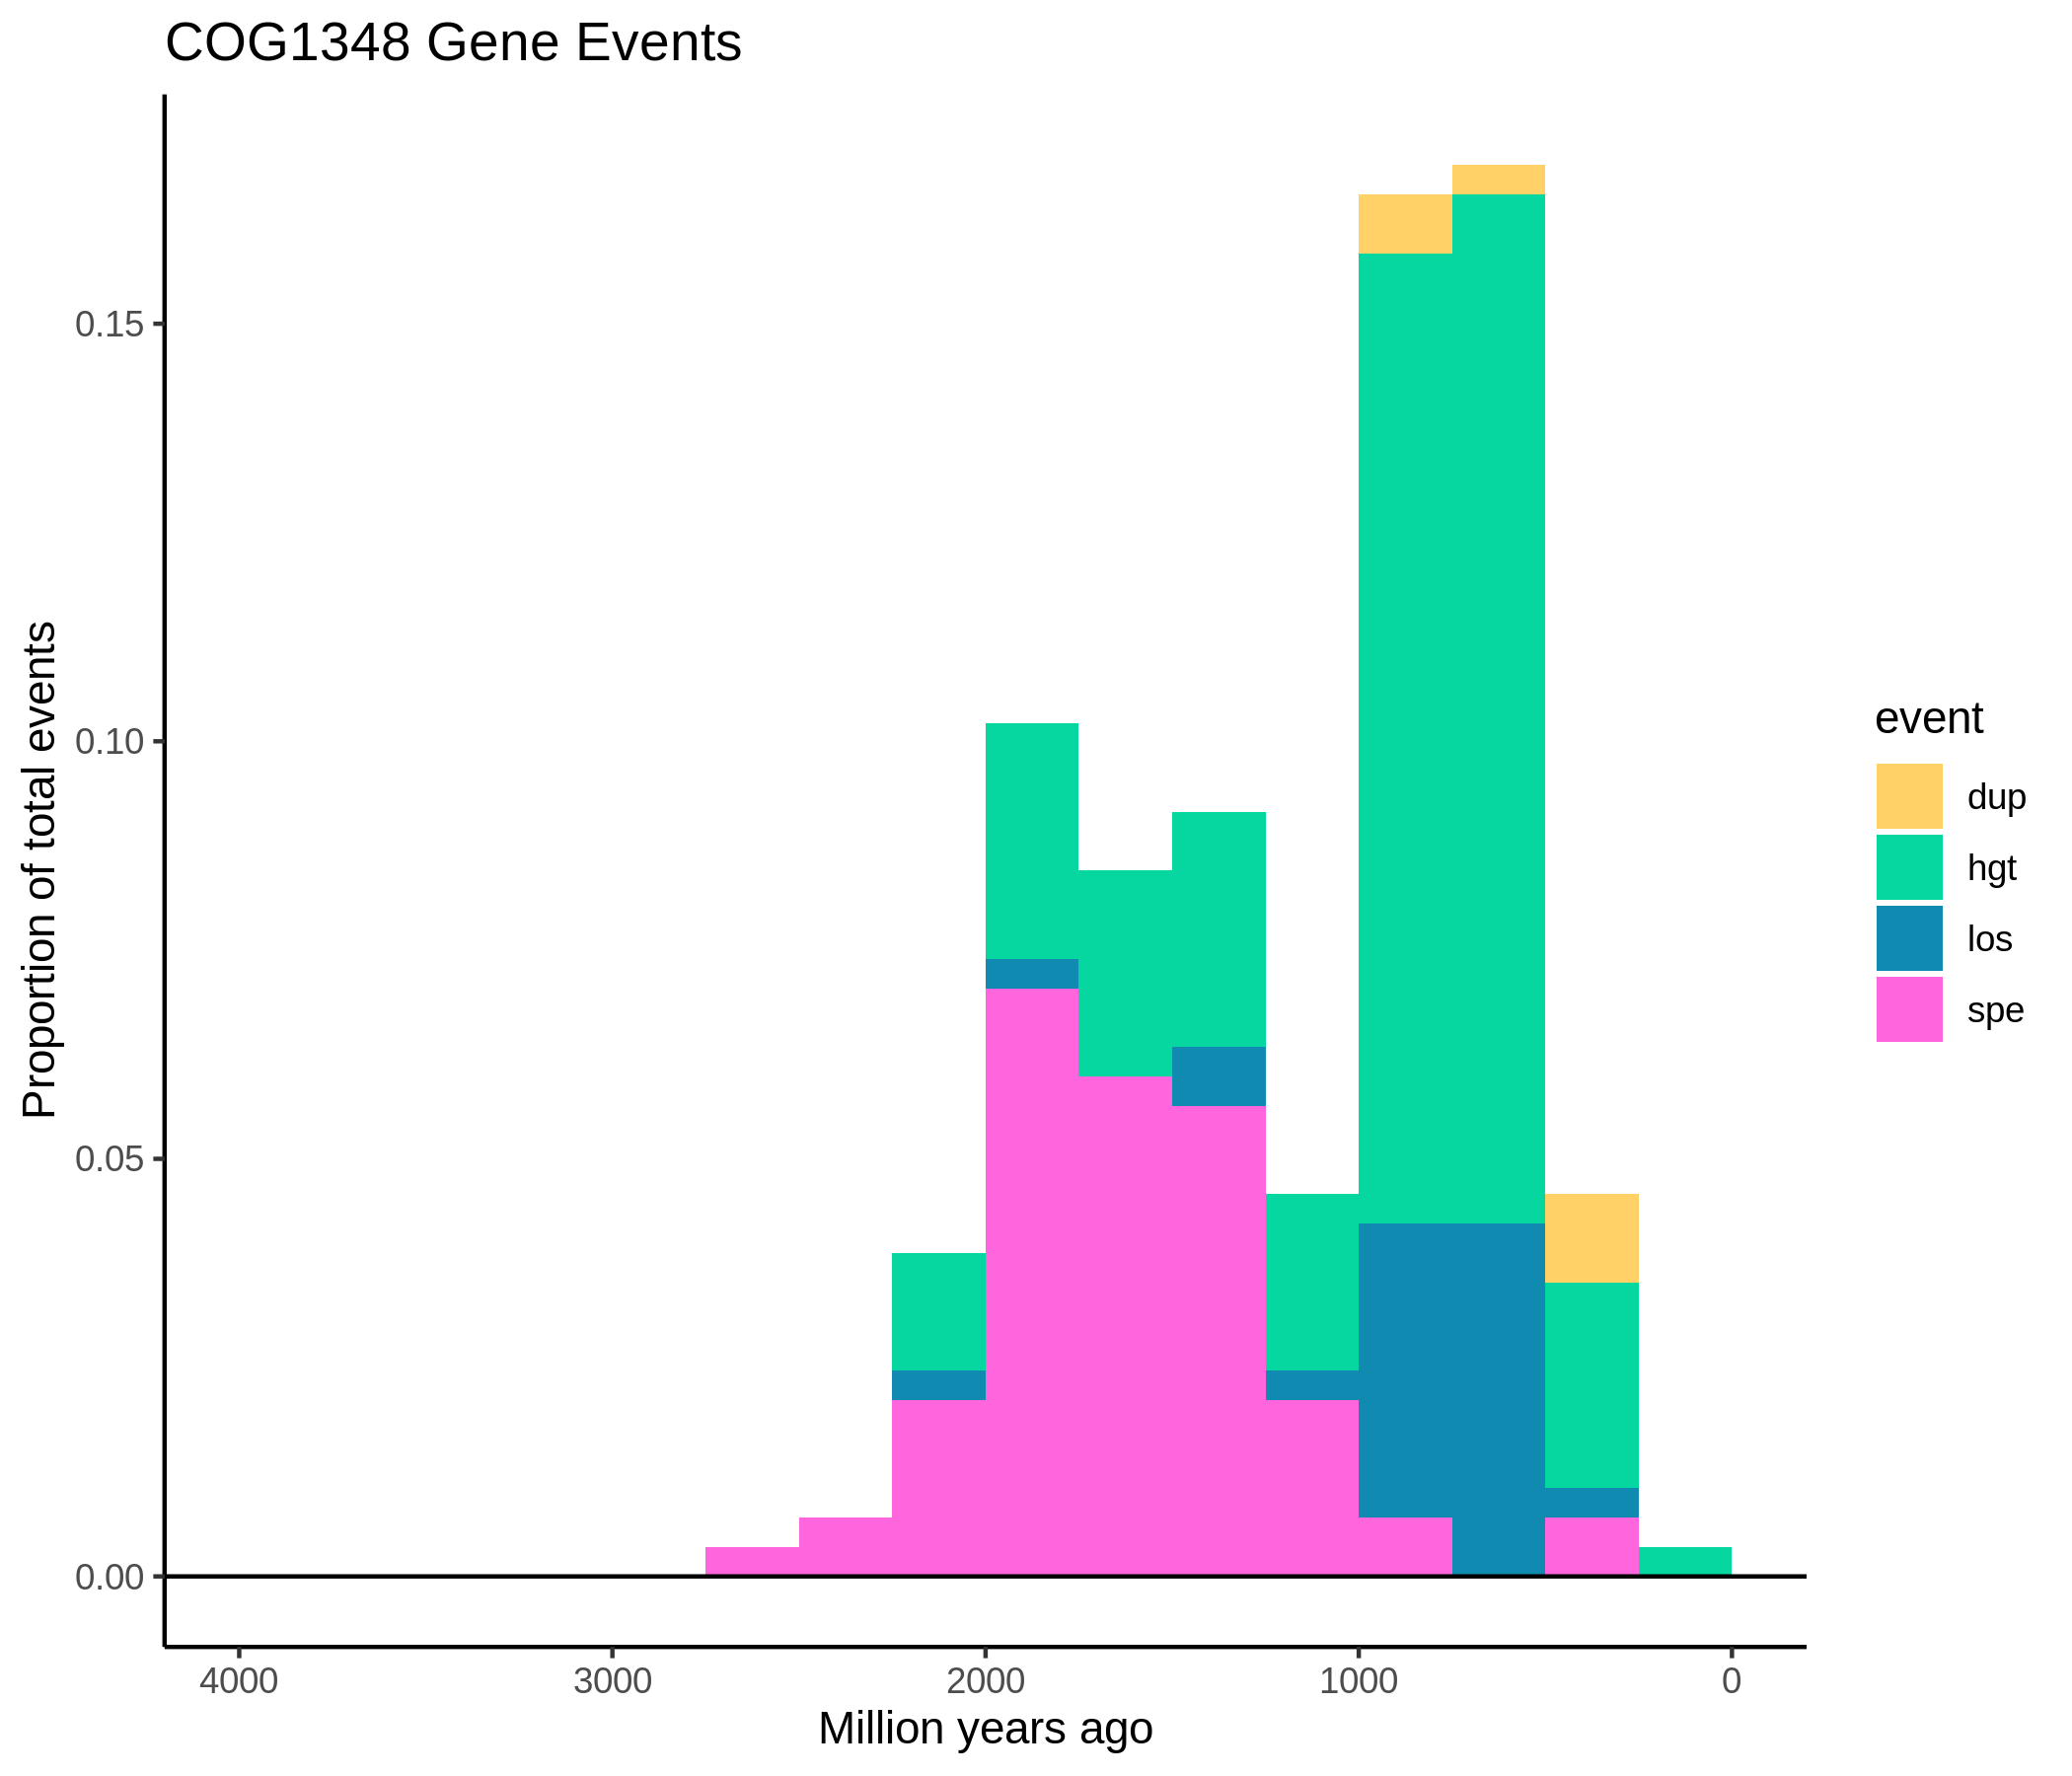 COG1348 Gene Events
Proportion of total events
0.15
0.10
0.05
0.00
4000 3000 2000 1000 0
Million years ago
event
dup
hgt
los
spe